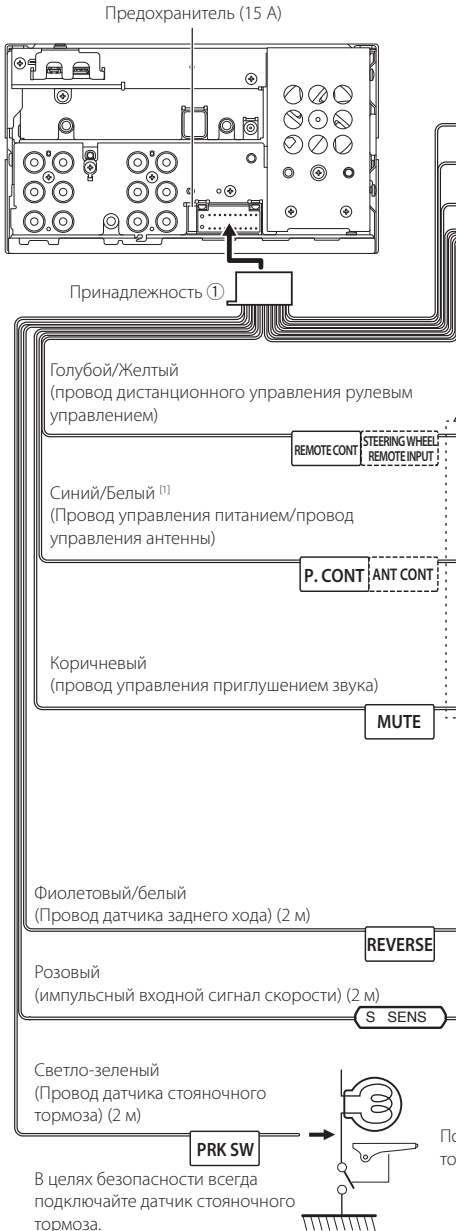 Предохранитель (15 А)
Принадлежность ①
Голубой/Желтый
(провод дистанционного управления рулевым
управлением)
REMOTE CONT
STEERING WHEEL
REMOTE INPUT
Синий/Белый [1]
(Провод управления питанием/провод
управления антенны)
P. CONT
ANT CONT
Коричневый
(провод управления приглушением звука)
MUTE
Фиолетовый/белый
(Провод датчика заднего хода) (2 м)
REVERSE
Розовый
(импульсный входной сигнал скорости) (2 м)
S SENS
Светло-зеленый
(Провод датчика стояночного
тормоза) (2 м)
PRK SW
В целях безопасности всегда
подключайте датчик стояночного
тормоза.